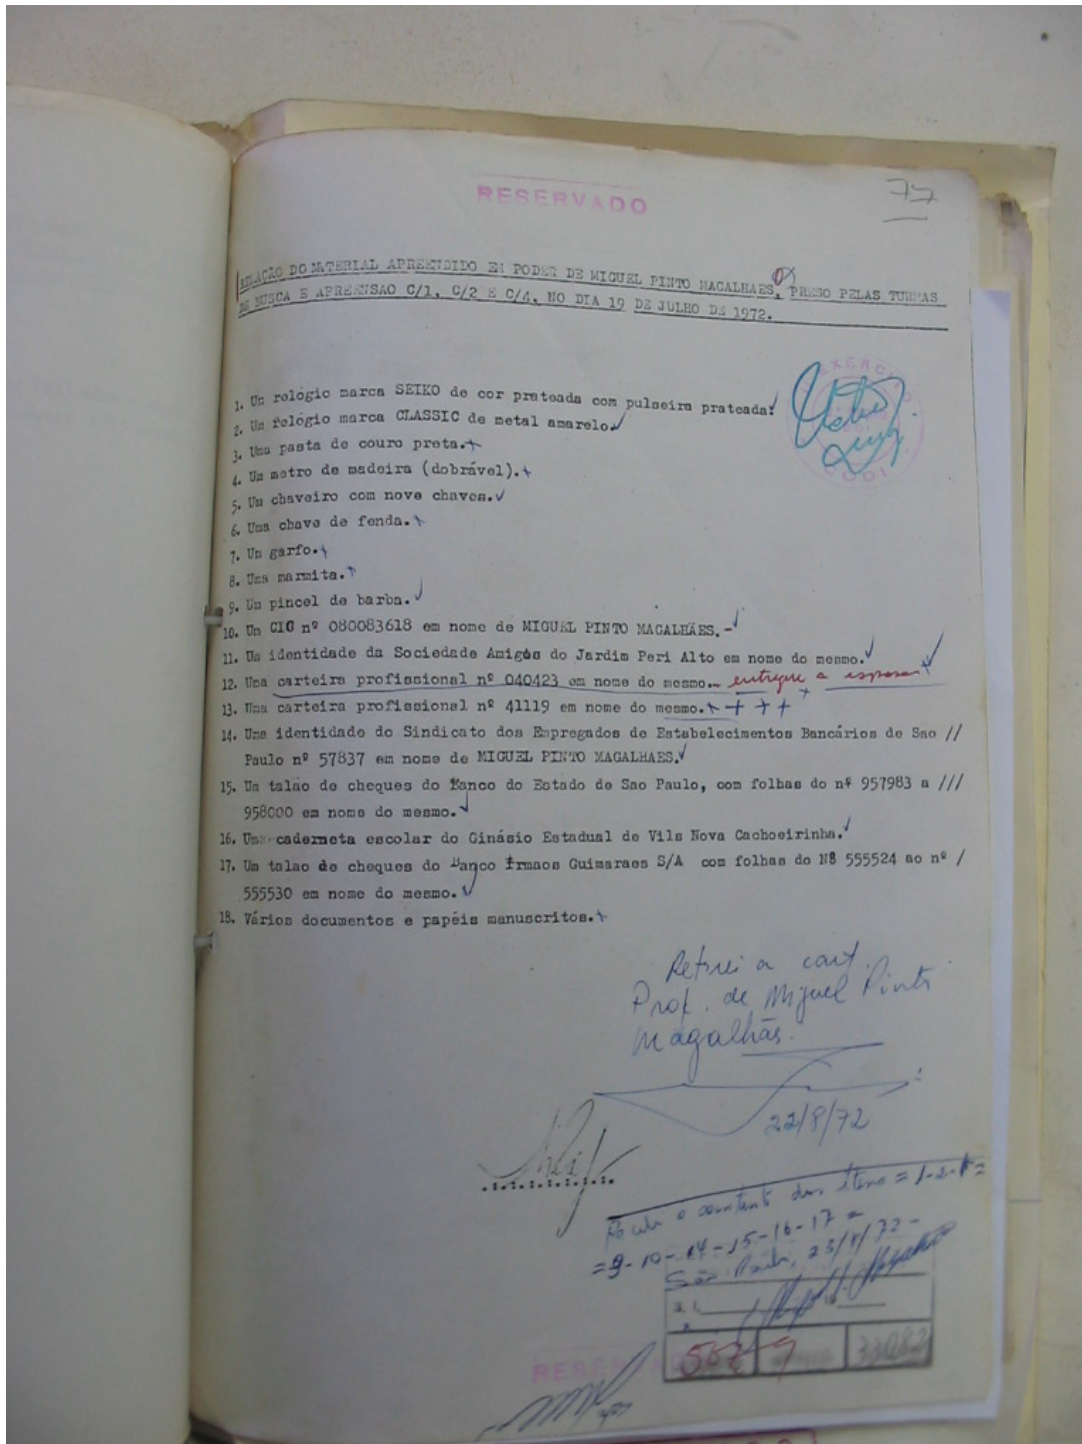 RESERVADO
77
RELAÇÃO DO MATERIAL APREENDIDO EM PODER DE MIGUEL PINTO MAGALHAES, PRESO PELAS TURMAS
DE BUSCA E APREENSAO C/1, C/2 E C/4, NO DIA 19 DE JULHO DE 1972.
EXERCITO
CODI
1. Um relógio marca SEIKO de cor prateada com pulseira prateada.
2. Um relógio marca CLASSIC de metal amarelo.
3. Uma pasta de couro preta.
4. Um metro de madeira (dobrável).
5. Um chaveiro com nove chaves.
6. Uma chave de fenda.
7. Um garfo.
8. Uma marmita.
9. Um pincel de barba.
10. Um CIC nº 080083618 em nome de MIGUEL PINTO MAGALHÃES.-
11. Um identidade da Sociedade Amigos do Jardim Peri Alto em nome do mesmo.
12. Uma carteira profissional nº 040423 em nome do mesmo.- entregue a esposa
13. Uma carteira profissional nº 41119 em nome do mesmo.
14. Uma identidade do Sindicato dos Empregados de Estabelecimentos Bancários de Sao //
Paulo nº 57837 em nome de MIGUEL PINTO MAGALHAES.
15. Um talão de cheques do Banco do Estado de Sao Paulo, com folhas do nº 957983 a ///
958000 em nome do mesmo.
16. Uma caderneta escolar do Ginásio Estadual de Vila Nova Cachoeirinha.
17. Um talao de cheques do Banco Irmaos Guimaraes S/A com folhas do N8 555524 ao nº /
555530 em nome do mesmo.
18. Vários documentos e papéis manuscritos.
Retirei a cart.
Prof. de Miguel Pinto
Magalhãs.
22/8/72
o constante dos itens = 1-2-
= 9-10-14-15-16-17 =
São Paulo, 23/8/72-
50Z 9 33082
RESERVADO